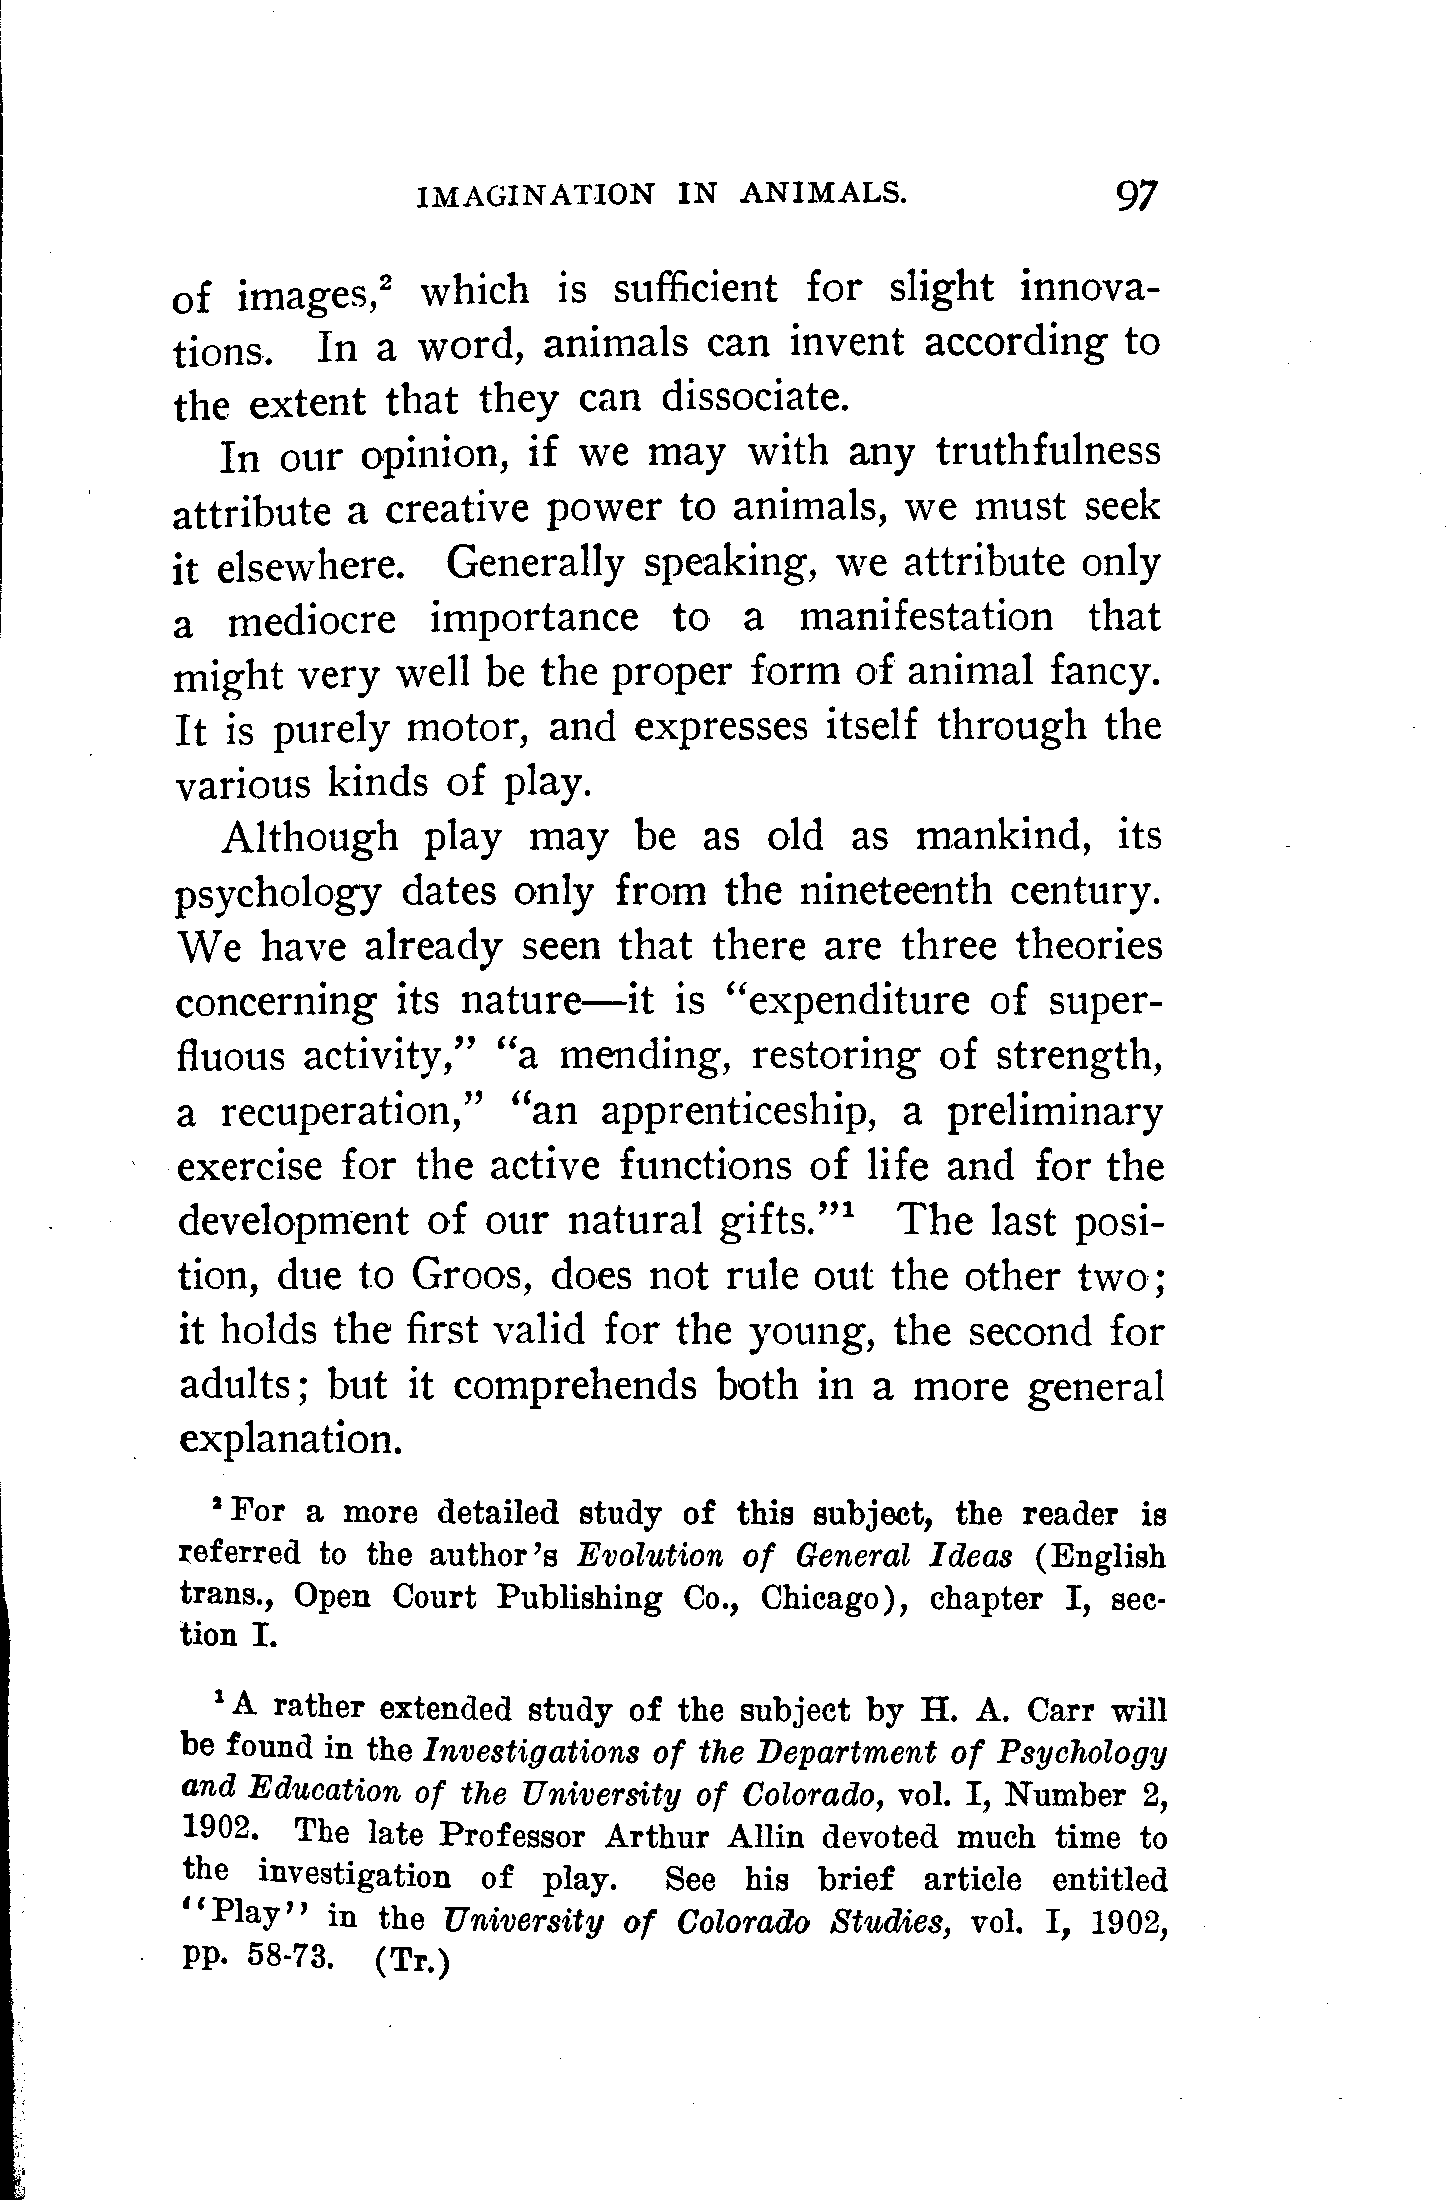 IMAGINATION IN ANIMALS. 97
of images,² which is sufficient for slight innova-
tions. In a word, animals can invent according to
the extent that they can dissociate.
In our opinion, if we may with any truthfulness
attribute a creative power to animals, we must seek
it elsewhere. Generally speaking, we attribute only
a mediocre importance to a manifestation that
might very well be the proper form of animal fancy.
It is purely motor, and expresses itself through the
various kinds of play.
Although play may be as old as mankind, its
psychology dates only from the nineteenth century.
We have already seen that there are three theories
concerning its nature—it is “expenditure of super-
fluous activity,” “a mending, restoring of strength,
a recuperation,” “an apprenticeship, a preliminary
exercise for the active functions of life and for the
development of our natural gifts.”¹ The last posi-
tion, due to Groos, does not rule out the other two;
it holds the first valid for the young, the second for
adults; but it comprehends both in a more general
explanation.
² For a more detailed study of this subject, the reader is
referred to the author’s Evolution of General Ideas (English
trans., Open Court Publishing Co., Chicago), chapter I, sec-
tion I.
¹ A rather extended study of the subject by H. A. Carr will
be found in the Investigations of the Department of Psychology
and Education of the University of Colorado, vol. I, Number 2,
1902. The late Professor Arthur Allin devoted much time to
the investigation of play. See his brief article entitled
“Play” in the University of Colorado Studies, vol. I, 1902,
pp. 58-73. (Tr.)